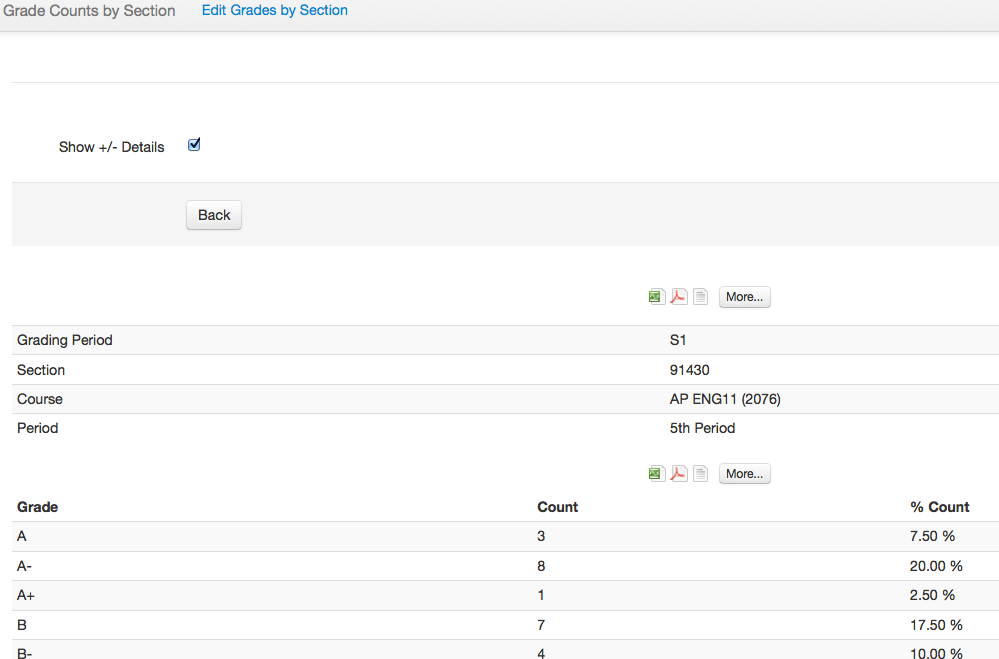 Grade Counts by Section Edit Grades by Section
Show +/- Details
Back
More...
Grading Period S1
Section 91430
Course AP ENG11 (2076)
Period 5th Period
More...
Grade Count % Count
A 3 7.50 %
A- 8 20.00 %
A+ 1 2.50 %
B 7 17.50 %
B- 4 10.00 %